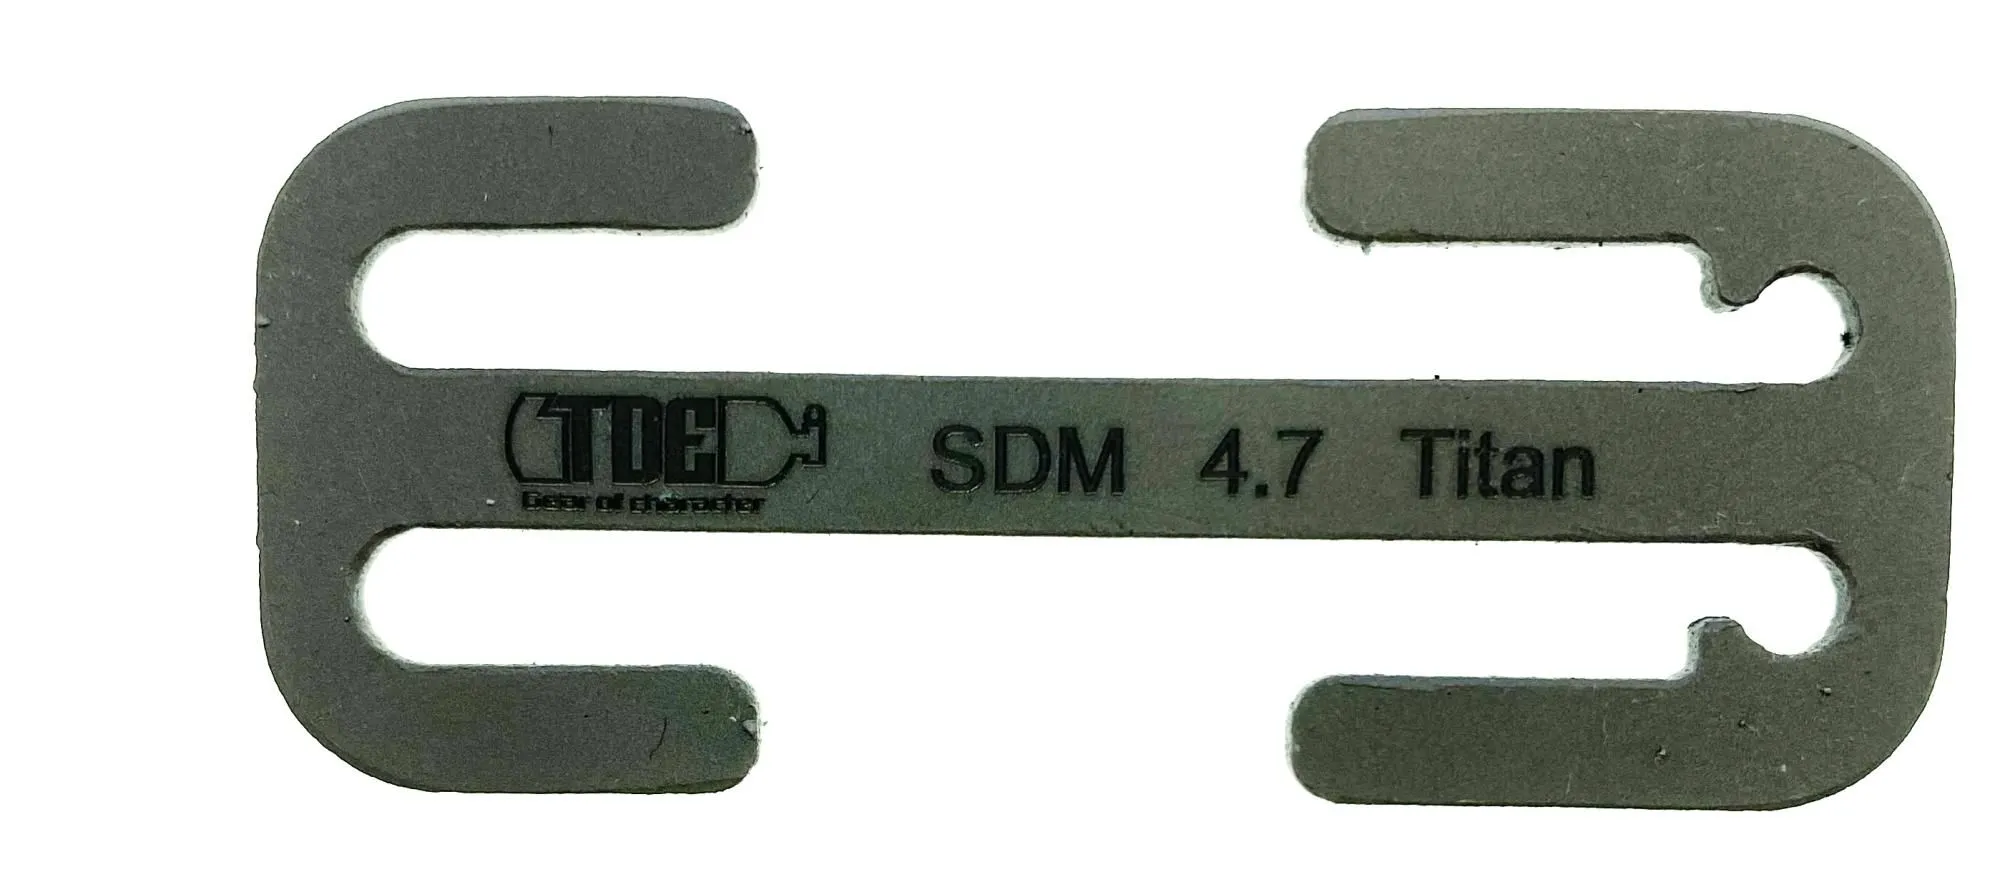 TDE SDM 4.7 Titan
Gear of character